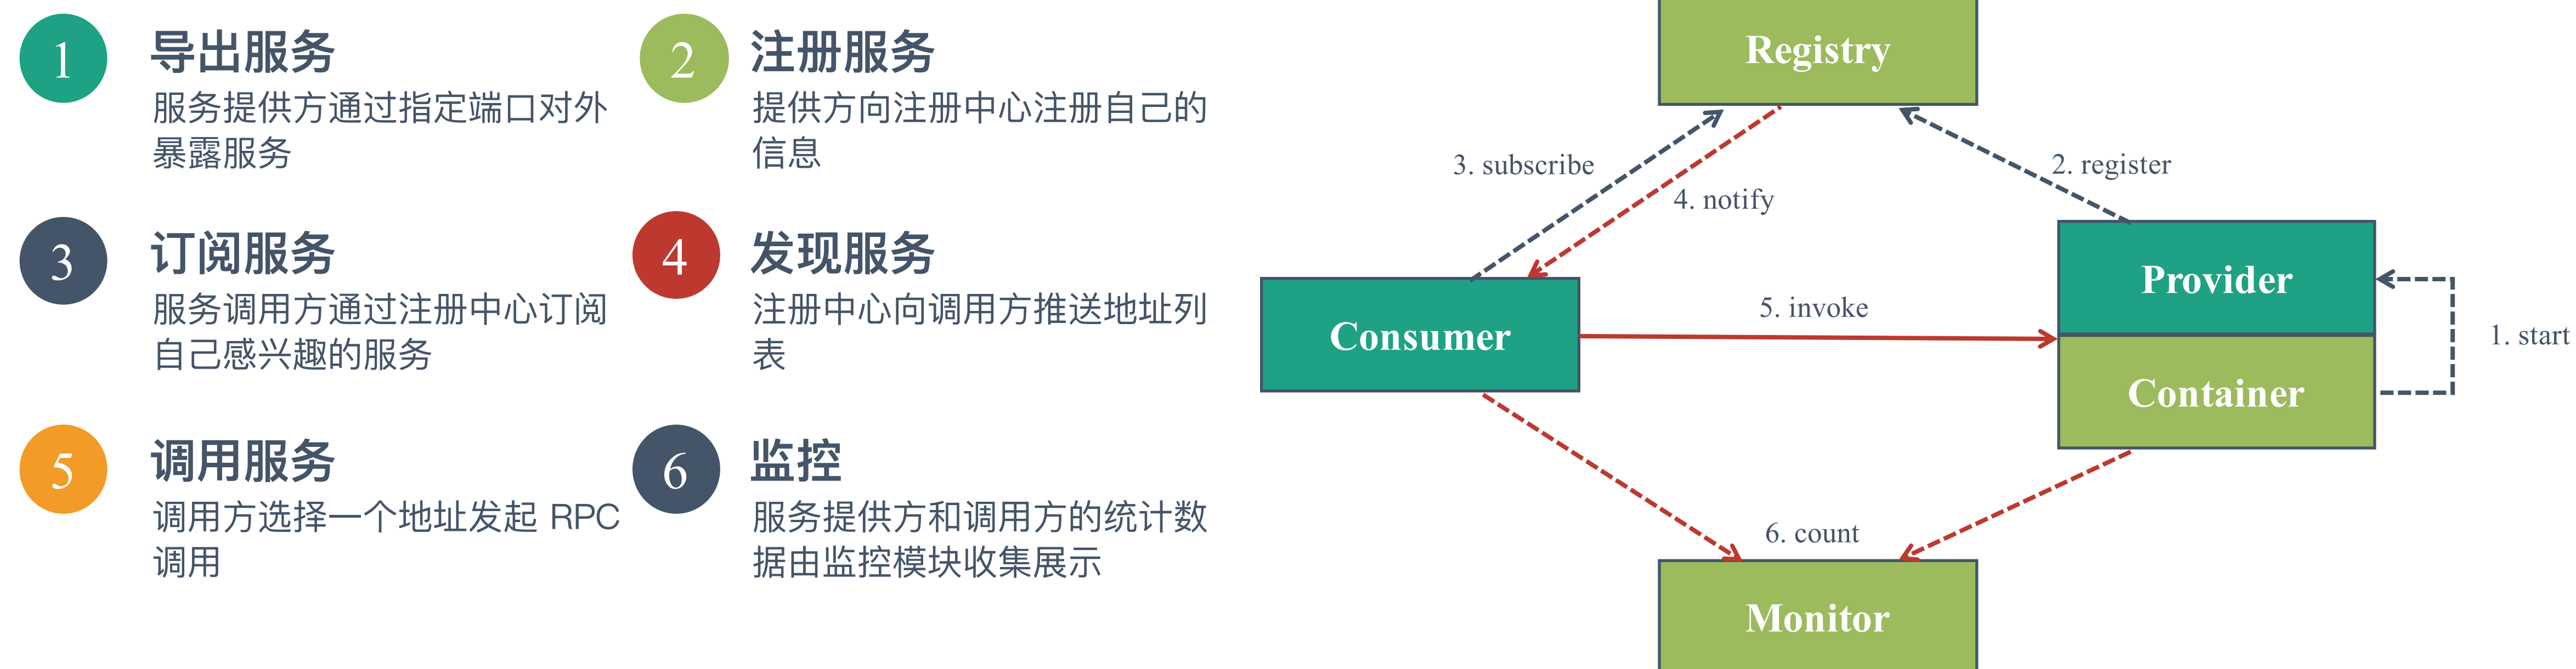 1
导出服务
服务提供方通过指定端口对外
暴露服务
2
注册服务
提供方向注册中心注册自己的
信息
3
订阅服务
服务调用方通过注册中心订阅
自己感兴趣的服务
4
发现服务
注册中心向调用方推送地址列
表
5
调用服务
调用方选择一个地址发起 RPC
调用
6
监控
服务提供方和调用方的统计数
据由监控模块收集展示
Registry
3. subscribe
4. notify
2. register
Consumer
5. invoke
Provider
Container
1. start
6. count
Monitor